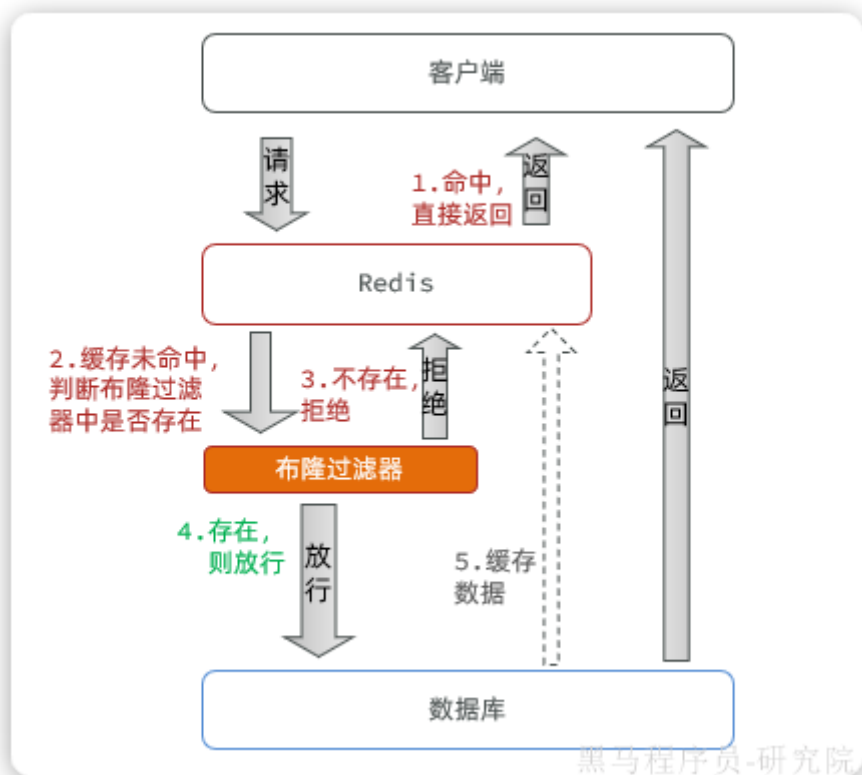 客户端
请
求
1.命中，
直接返回
返
回
Redis
2.缓存未命中，
判断布隆过滤
器中是否存在
3.不存在，
拒绝
拒
绝
返
回
布隆过滤器
4.存在，
则放行
放
行
5.缓存
数据
数据库
黑马程序员-研究院